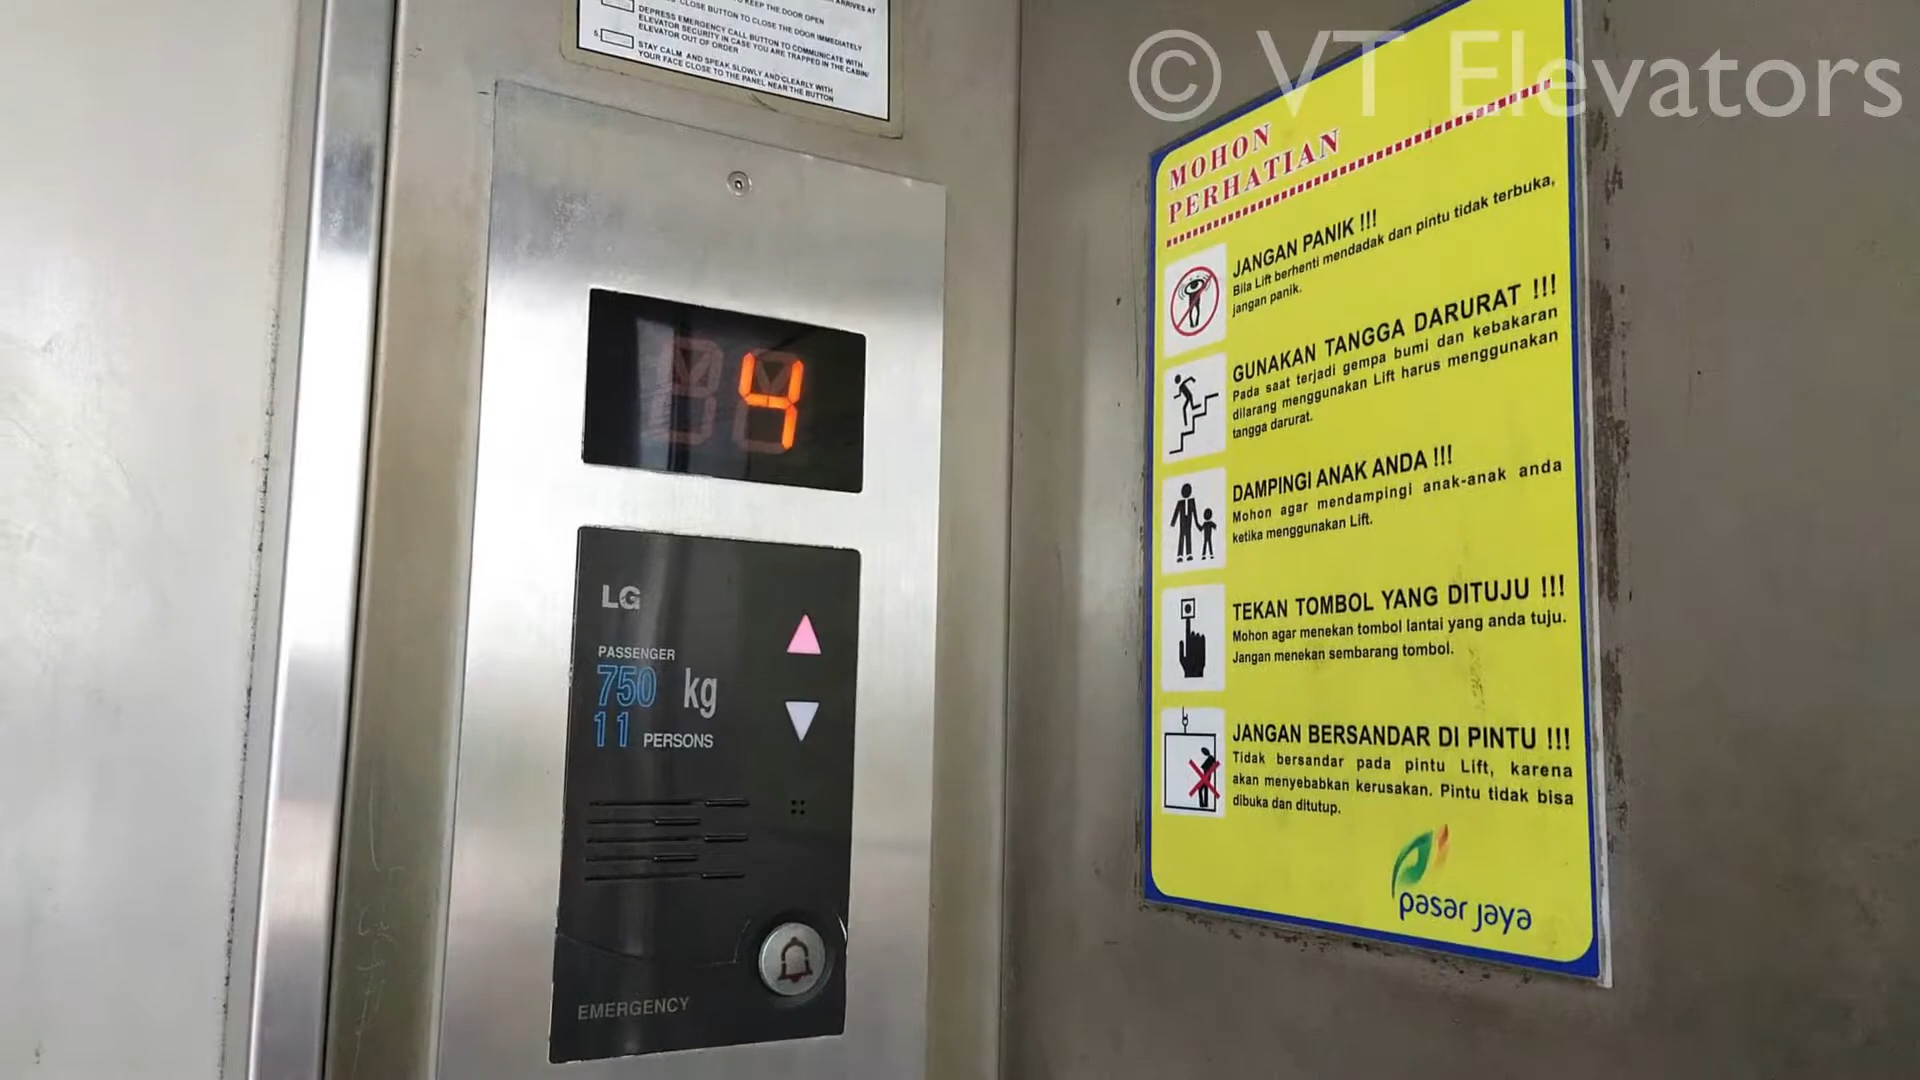 TO KEEP THE DOOR OPEN
CLOSE BUTTON TO CLOSE THE DOOR IMMEDIATELY
DEPRESS EMERGENCY CALL BUTTON TO COMMUNICATE WITH
ELEVATOR SECURITY IN CASE YOU ARE TRAPPED IN THE CABIN/
ELEVATOR OUT OF ORDER
5. STAY CALM AND SPEAK SLOWLY AND CLEARLY WITH
YOUR FACE CLOSE TO THE PANEL NEAR THE BUTTON
4
LG
PASSENGER
750 kg
11 PERSONS
EMERGENCY
© VT Elevators
MOHON
PERHATIAN
JANGAN PANIK !!!
Bila Lift berhenti mendadak dan pintu tidak terbuka,
jangan panik.
GUNAKAN TANGGA DARURAT !!!
Pada saat terjadi gempa bumi dan kebakaran
dilarang menggunakan Lift harus menggunakan
tangga darurat.
DAMPINGI ANAK ANDA !!!
Mohon agar mendampingi anak-anak anda
ketika menggunakan Lift.
TEKAN TOMBOL YANG DITUJU !!!
Mohon agar menekan tombol lantai yang anda tuju.
Jangan menekan sembarang tombol.
JANGAN BERSANDAR DI PINTU !!!
Tidak bersandar pada pintu Lift, karena
akan menyebabkan kerusakan. Pintu tidak bisa
dibuka dan ditutup.
pasar jaya